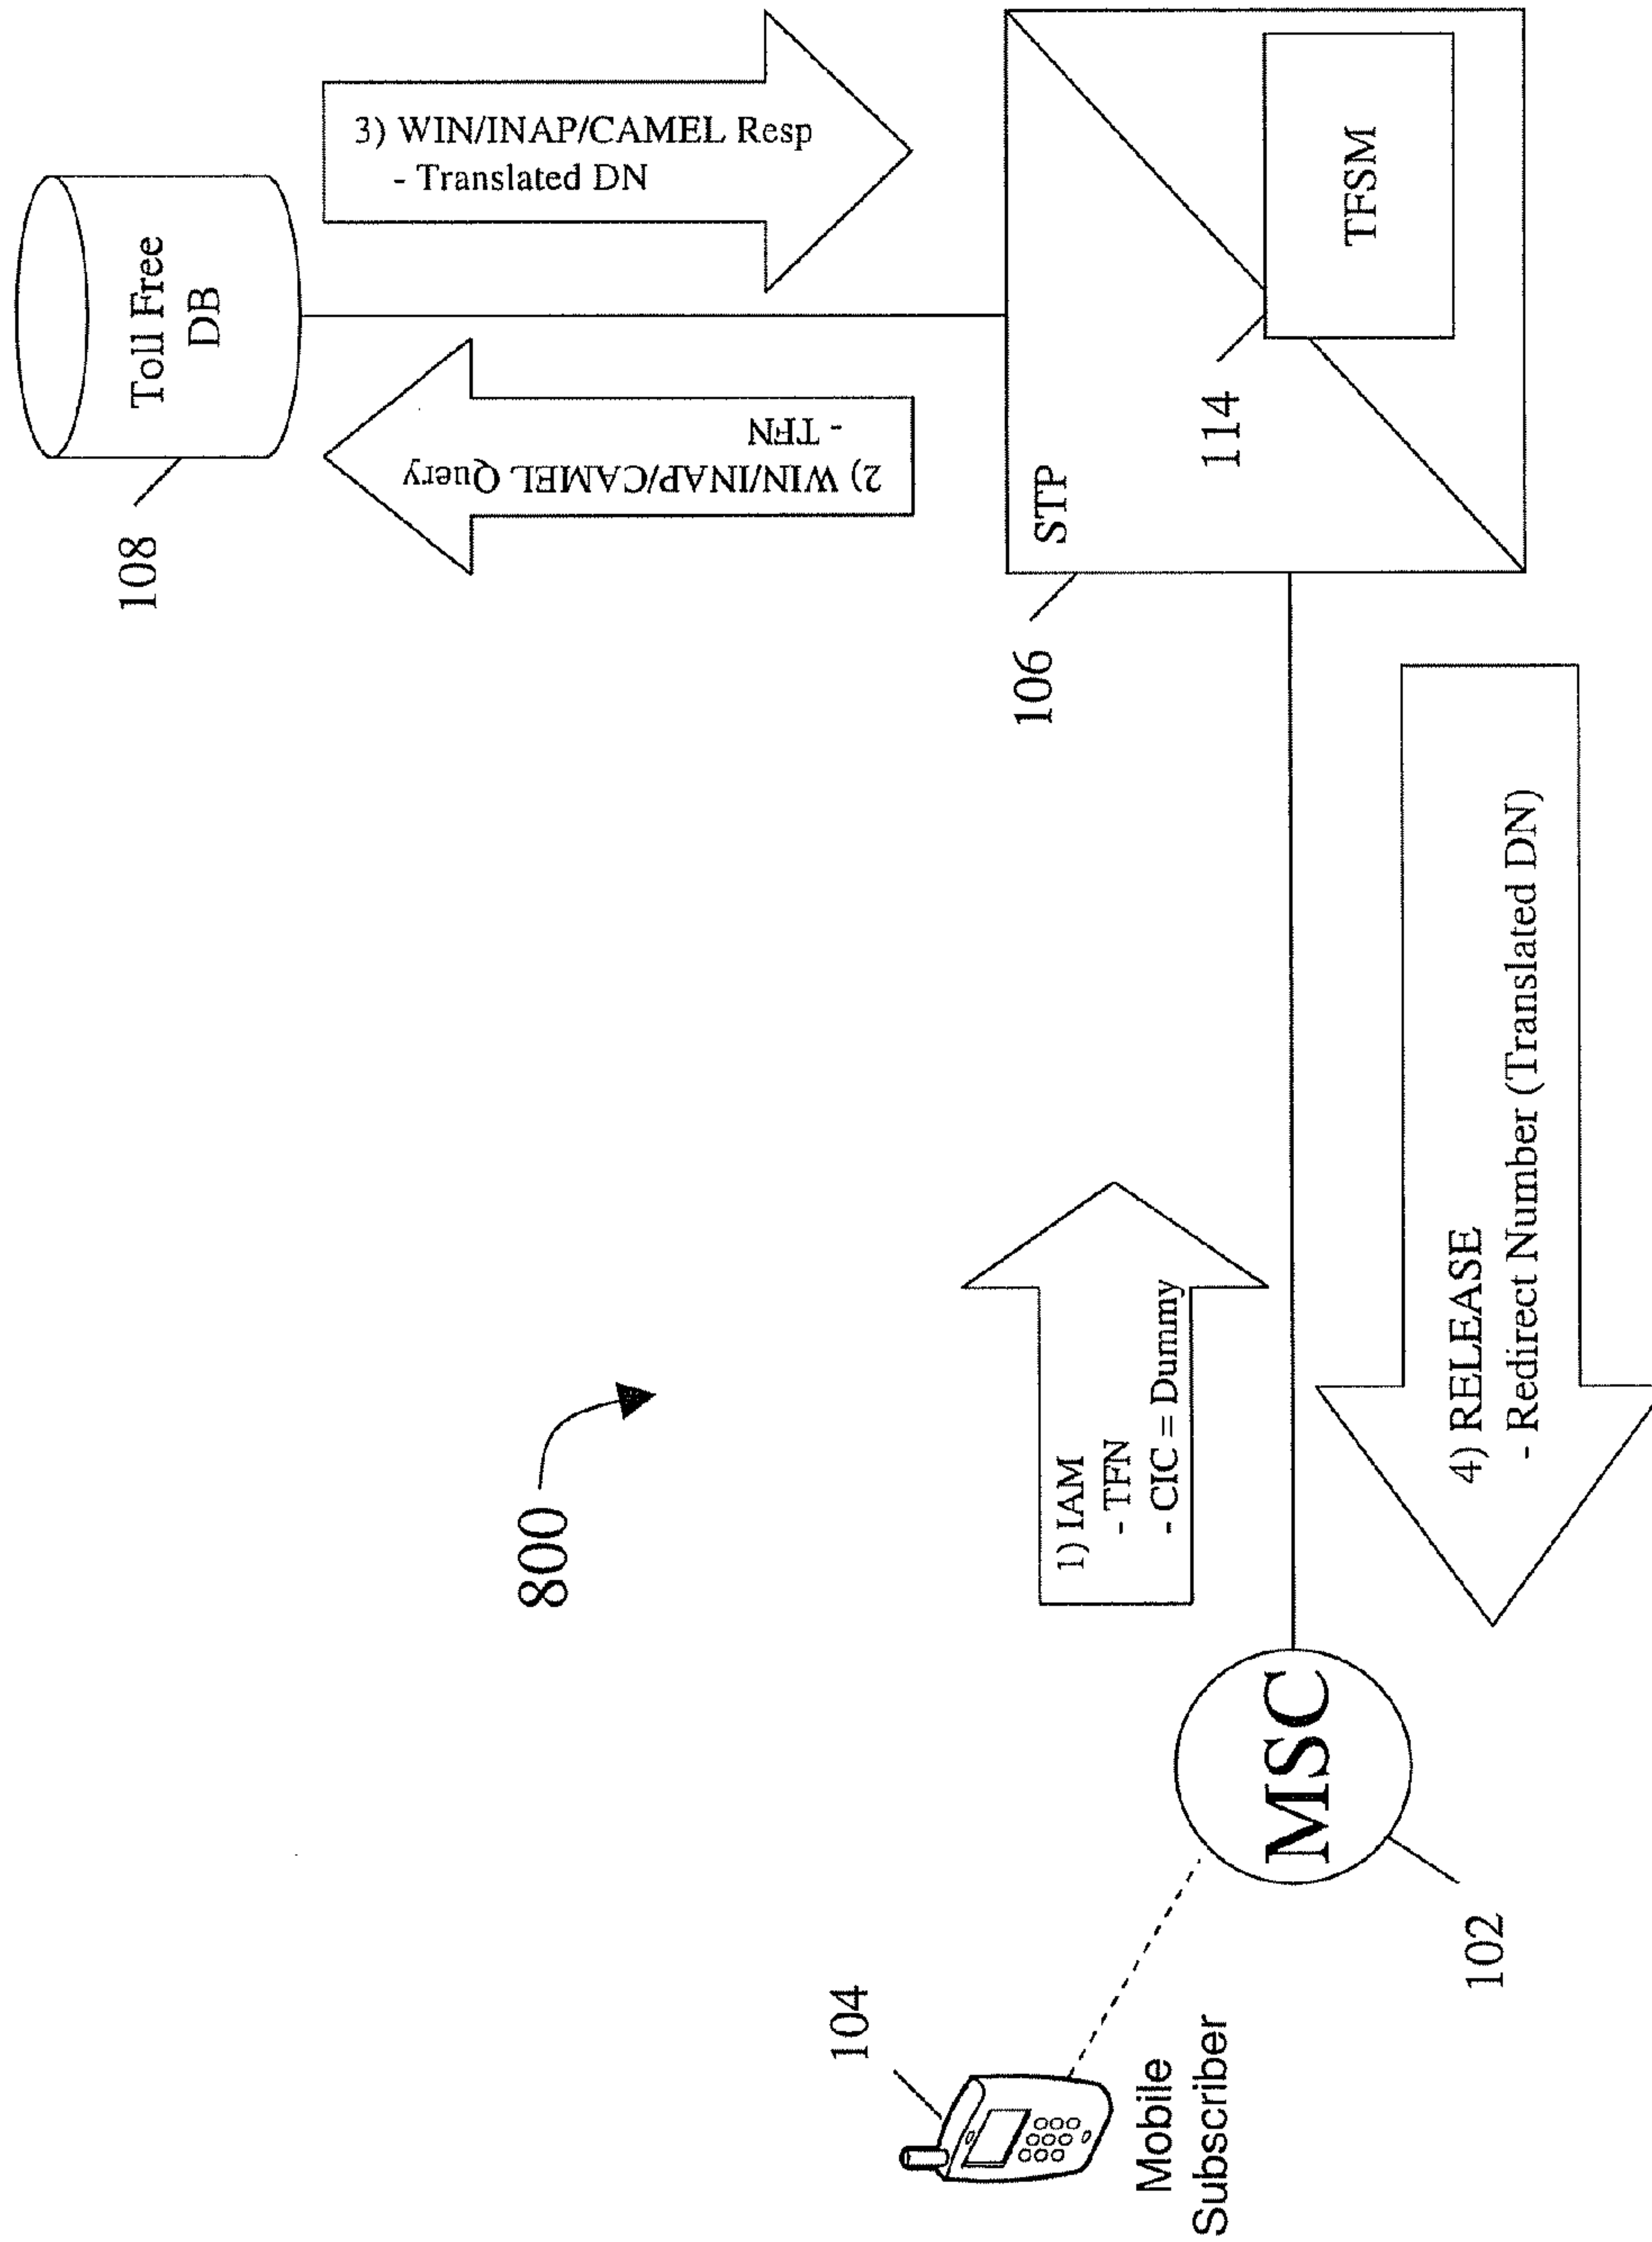 108
Toll Free
DB
2) WIN/INAP/CAMEL Query
- TFN
3) WIN/INAP/CAMEL Resp
- Translated DN
800
106
STP
114
TFSM
1) IAM
- TFN
- CIC = Dummy
104
Mobile
Subscriber
MSC
102
4) RELEASE
- Redirect Number (Translated DN)